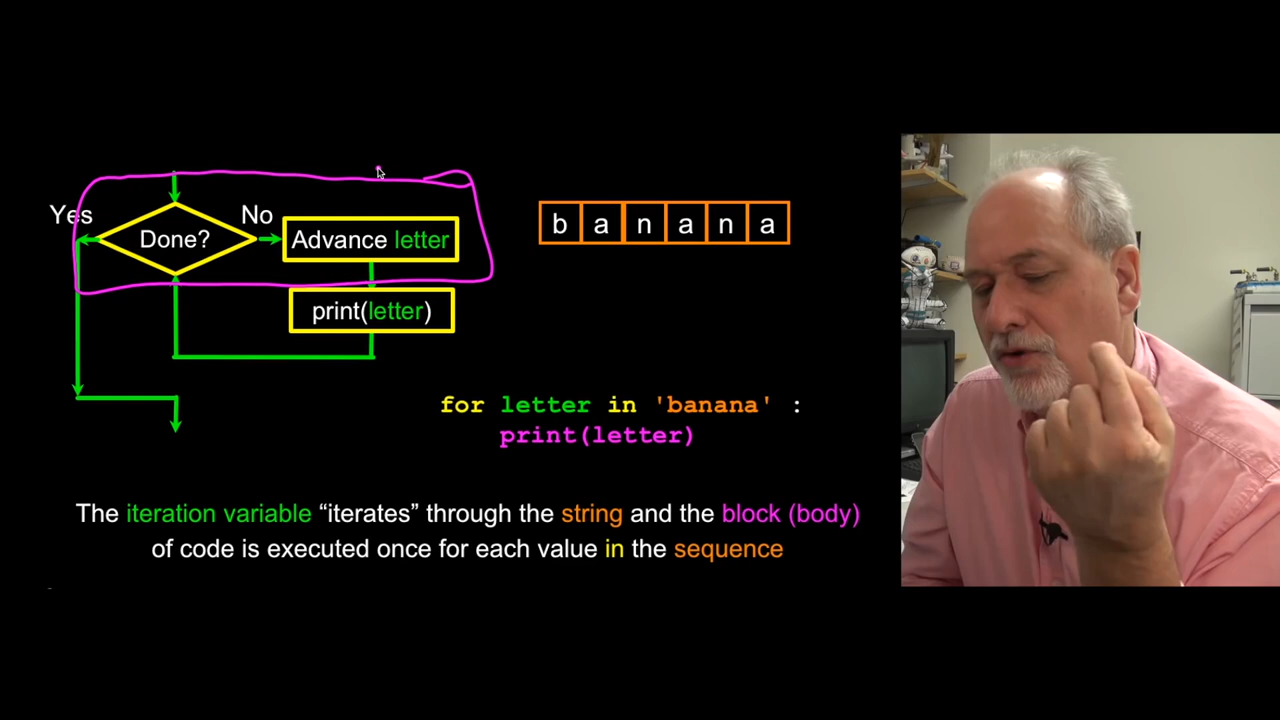 Yes
No
Done?
Advance letter
print(letter)
b a n a n a
for letter in 'banana' :
print(letter)
The iteration variable “iterates” through the string and the block (body)
of code is executed once for each value in the sequence